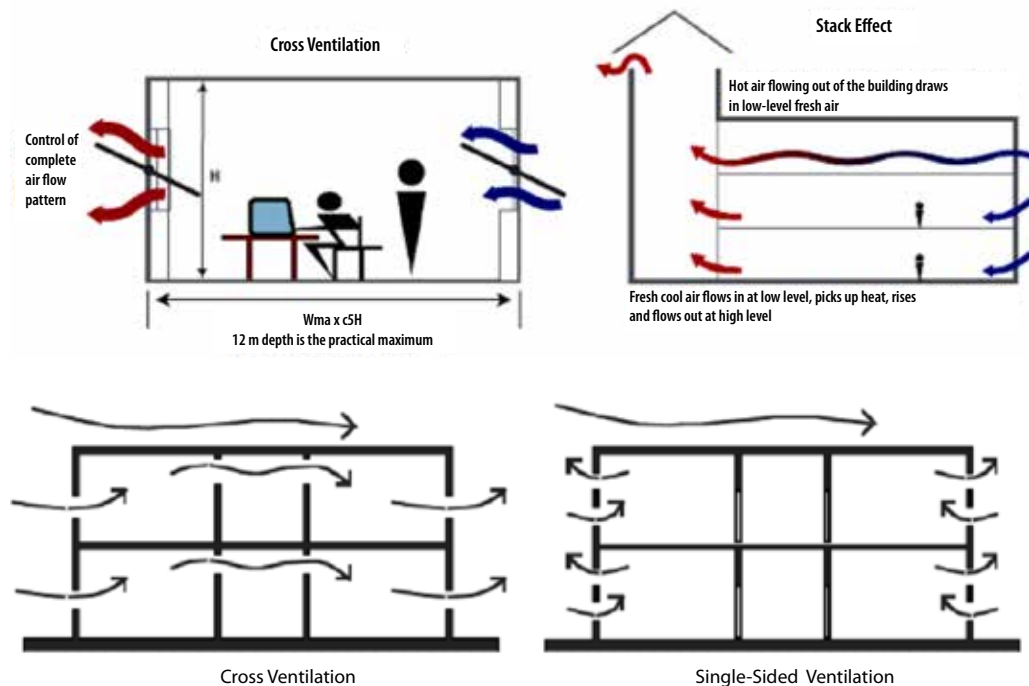 Cross Ventilation
Control of
complete
air flow
pattern
H
Wma x c5H
12 m depth is the practical maximum
Stack Effect
Hot air flowing out of the building draws
in low-level fresh air
Fresh cool air flows in at low level, picks up heat, rises
and flows out at high level
Cross Ventilation
Single-Sided Ventilation